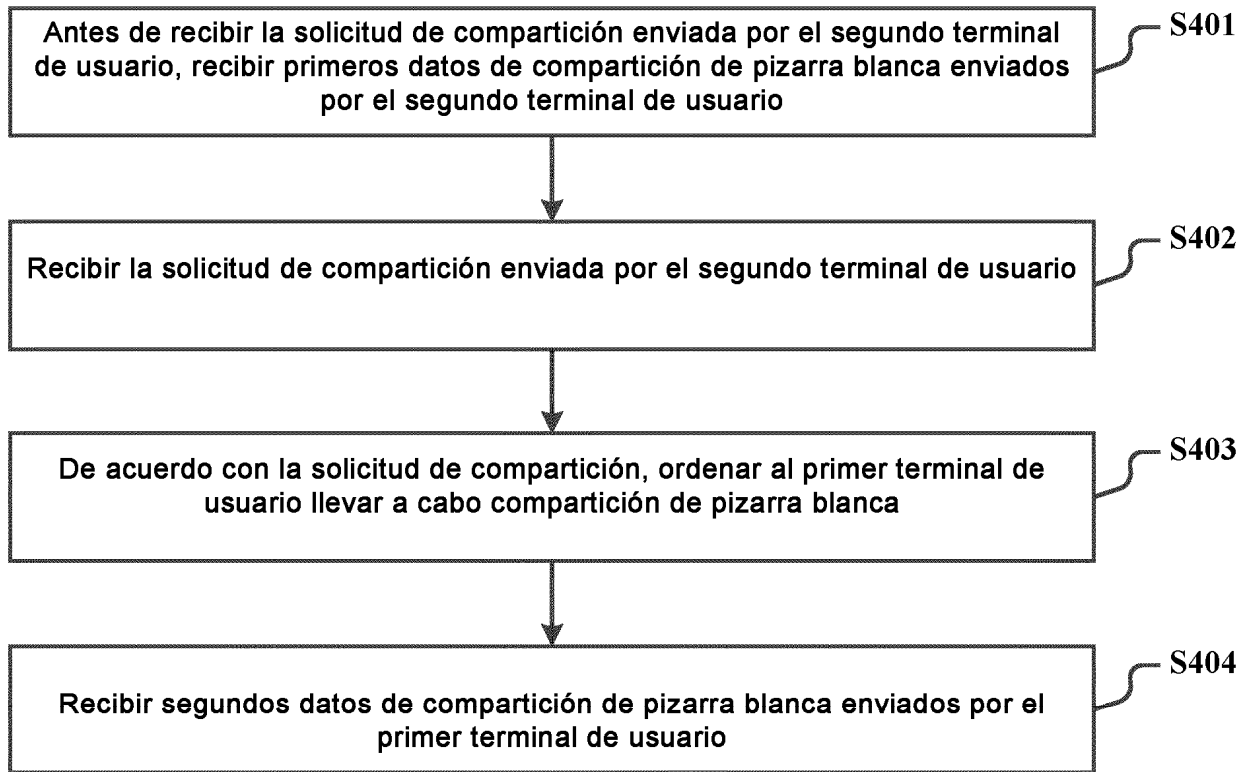 Antes de recibir la solicitud de compartición enviada por el segundo terminal
de usuario, recibir primeros datos de compartición de pizarra blanca enviados
por el segundo terminal de usuario
S401
Recibir la solicitud de compartición enviada por el segundo terminal de usuario
S402
De acuerdo con la solicitud de compartición, ordenar al primer terminal de
usuario llevar a cabo compartición de pizarra blanca
S403
Recibir segundos datos de compartición de pizarra blanca enviados por el
primer terminal de usuario
S404